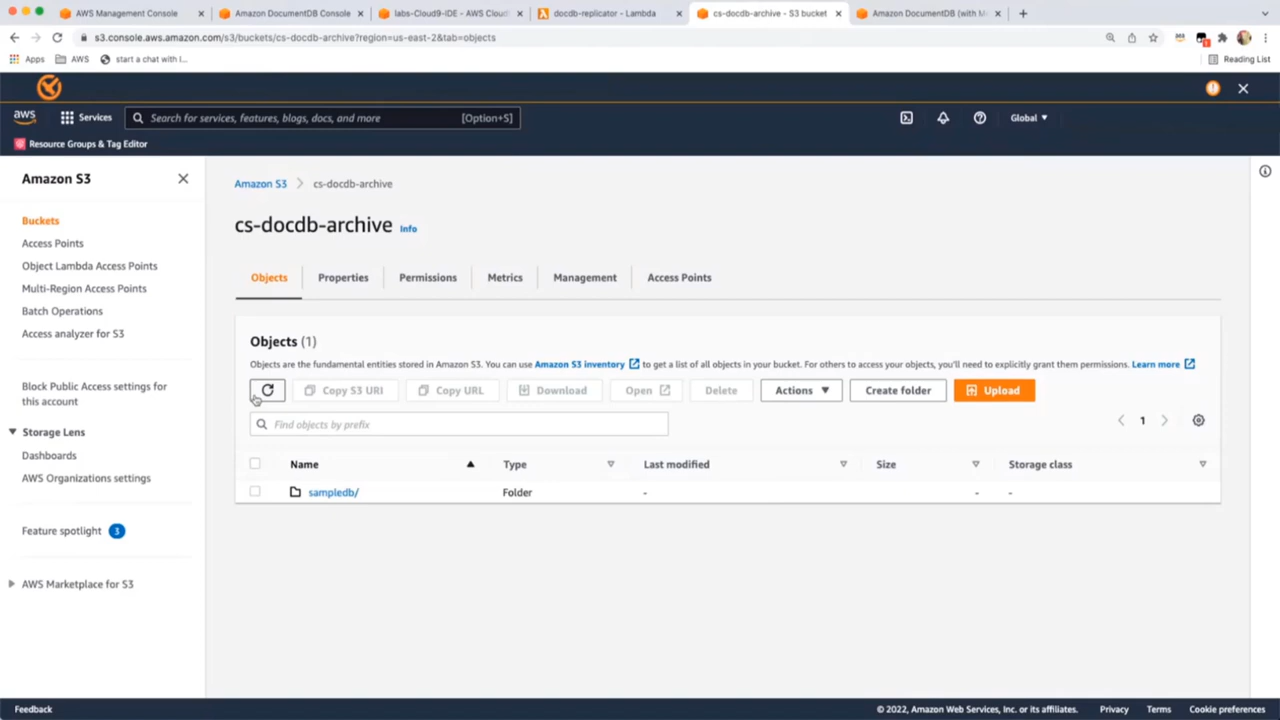 AWS Management Console
Amazon DocumentDB Console
labs-Cloud9-IDE - AWS Clou
docdb-replicator - Lambda
cs-docdb-archive - S3 bucket
Amazon DocumentDB (with M
s3.console.aws.amazon.com/s3/buckets/cs-docdb-archive?region=us-east-2&tab=objects
Apps
AWS
start a chat with I...
Reading List
aws
Services
Search for services, features, blogs, docs, and more
[Option+S]
Global
Resource Groups & Tag Editor
Amazon S3
Buckets
Access Points
Object Lambda Access Points
Multi-Region Access Points
Batch Operations
Access analyzer for S3
Block Public Access settings for
this account
Storage Lens
Dashboards
AWS Organizations settings
Feature spotlight 3
AWS Marketplace for S3
Amazon S3 > cs-docdb-archive
cs-docdb-archive Info
Objects Properties Permissions Metrics Management Access Points
Objects (1)
Objects are the fundamental entities stored in Amazon S3. You can use Amazon S3 inventory to get a list of all objects in your bucket. For others to access your objects, you'll need to explicitly grant them permissions. Learn more
Copy S3 URI Copy URL Download Open Delete Actions Create folder Upload
Find objects by prefix
1
Name Type Last modified Size Storage class
sampledb/ Folder - - -
Feedback
© 2022, Amazon Web Services, Inc. or its affiliates. Privacy Terms Cookie preferences